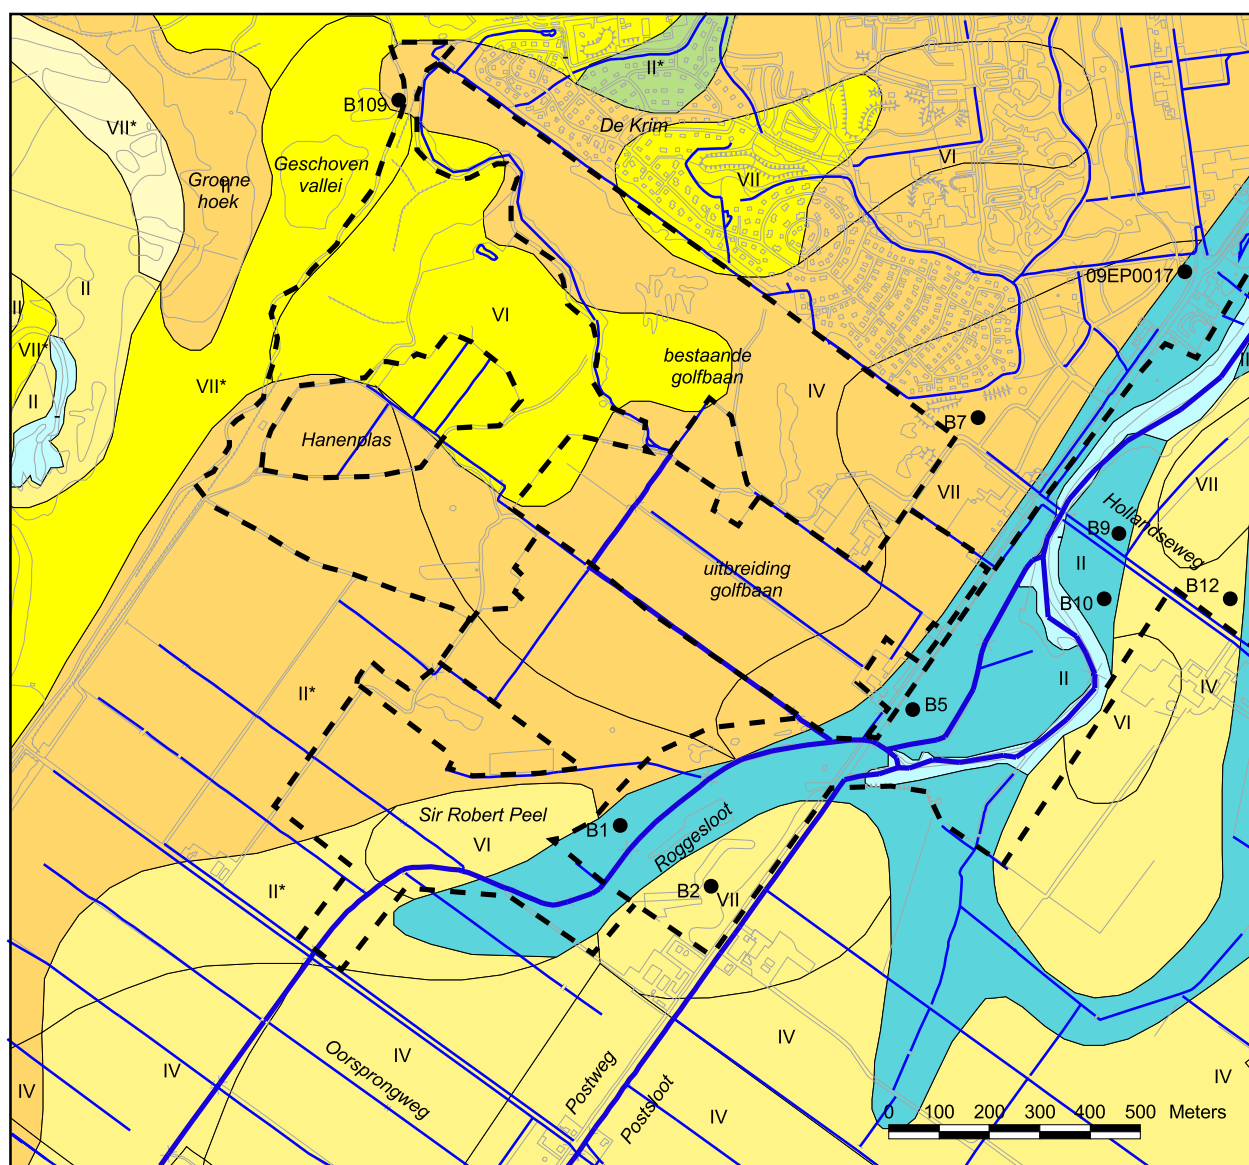 II*
B109
De Krim
VII*
Geschoven
vallei
VI
Groene
II
hoek
VII
09EP0017
II
II
VI
II
VII*
bestaande
golfbaan
VII*
IV
II
B7
Hanenplas
VII
VII
Hollandseweg
B9
II
uitbreiding
golfbaan
B12
B10
II
IV
II*
B5
VI
Sir Robert Peel
B1
Roggesloot
VI
II*
B2
VII
IV
IV
Oorsprongweg
IV
Postweg
IV
IV
Postsloot
IV
0 100 200 300 400 500 Meters